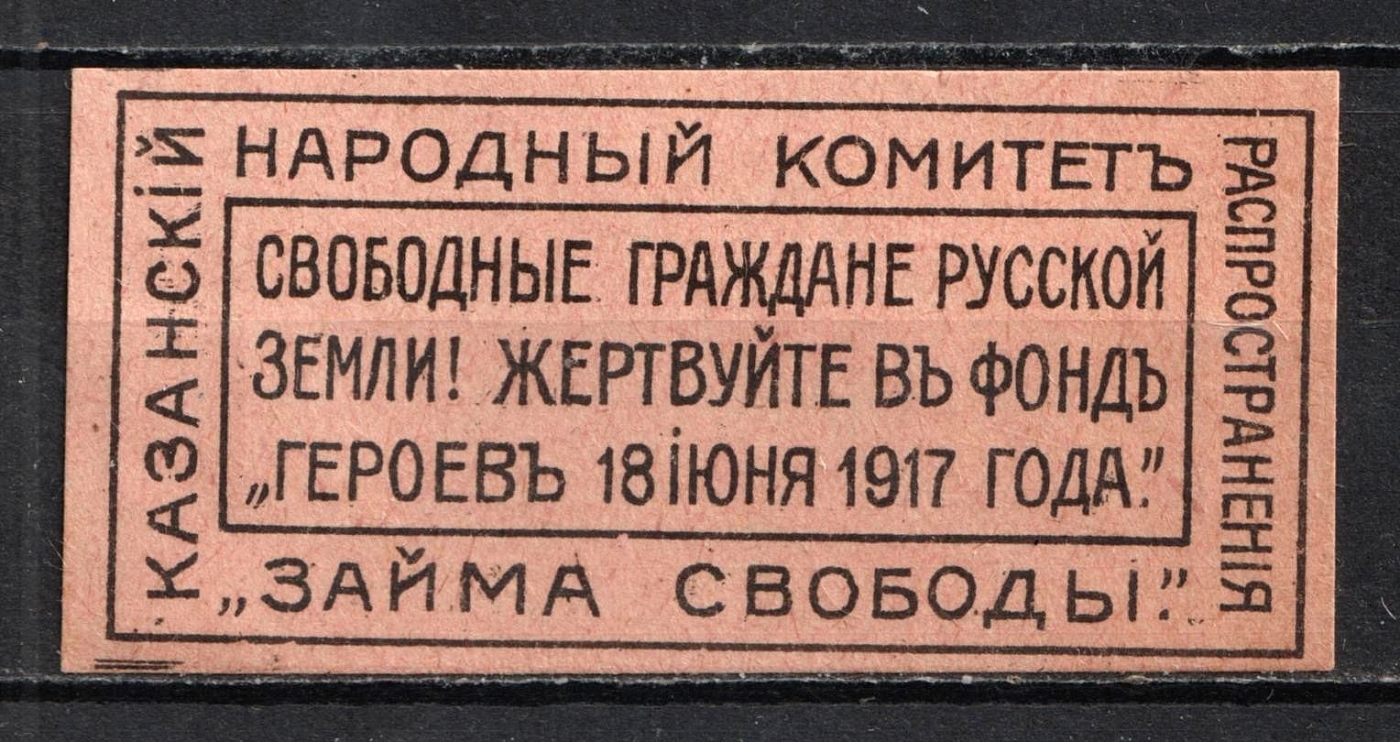 КАЗАНСКІЙ
НАРОДНЫЙ КОМИТЕТЪ
РАСПРОСТРАНЕНІЯ
„ЗАЙМА СВОБОДЫ."
СВОБОДНЫЕ ГРАЖДАНЕ РУССКОЙ
ЗЕМЛИ! ЖЕРТВУЙТЕ ВЪ ФОНДЪ
„ГЕРОЕВЪ 18 ІЮНЯ 1917 ГОДА."